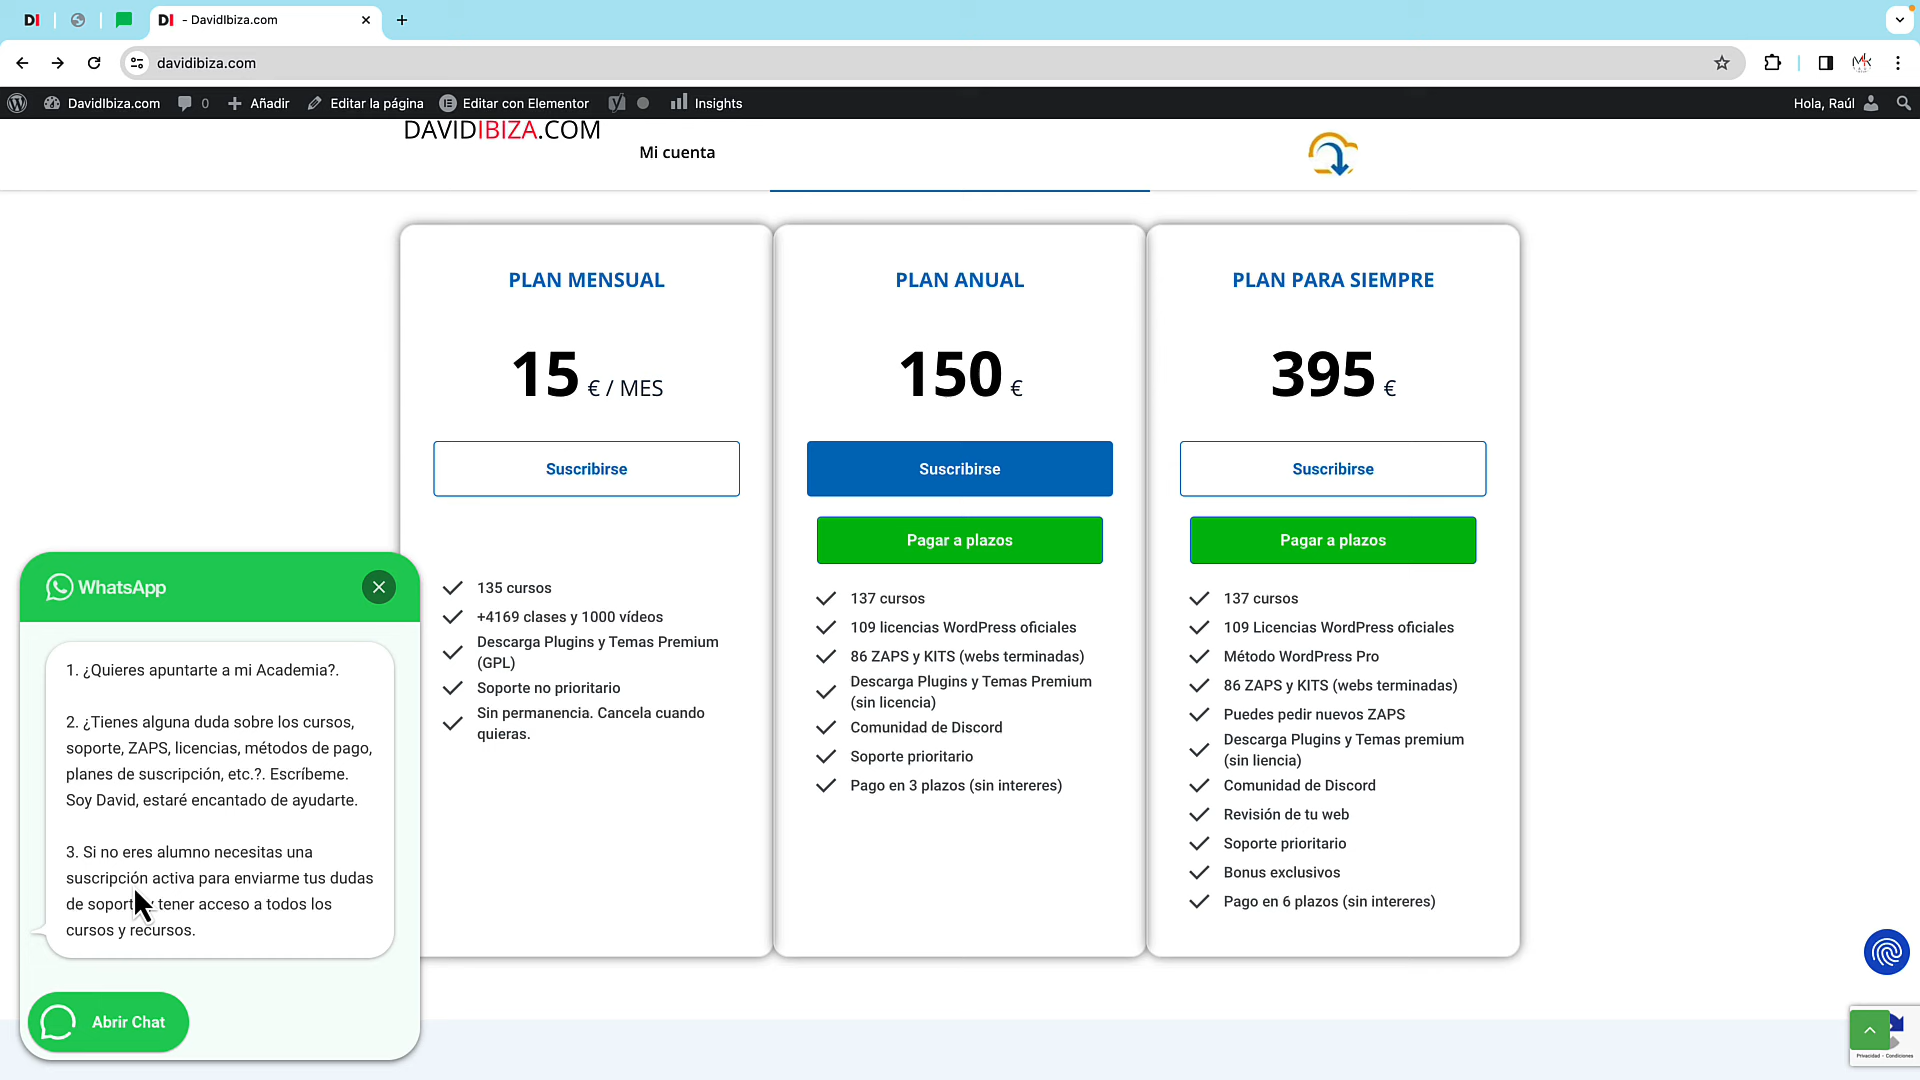 DI
DI - DavidIbiza.com
davidibiza.com
DavidIbiza.com 0 Añadir Editar la página Editar con Elementor Insights Hola, Raúl
DAVIDIBIZA.COM
Mi cuenta
PLAN MENSUAL
15 € / MES
Suscribirse
135 cursos
+4169 clases y 1000 vídeos
Descarga Plugins y Temas Premium
(GPL)
Soporte no prioritario
Sin permanencia. Cancela cuando
quieras.
PLAN ANUAL
150 €
Suscribirse
Pagar a plazos
137 cursos
109 licencias WordPress oficiales
86 ZAPS y KITS (webs terminadas)
Descarga Plugins y Temas Premium
(sin licencia)
Comunidad de Discord
Soporte prioritario
Pago en 3 plazos (sin intereres)
PLAN PARA SIEMPRE
395 €
Suscribirse
Pagar a plazos
137 cursos
109 Licencias WordPress oficiales
Método WordPress Pro
86 ZAPS y KITS (webs terminadas)
Puedes pedir nuevos ZAPS
Descarga Plugins y Temas premium
(sin liencia)
Comunidad de Discord
Revisión de tu web
Soporte prioritario
Bonus exclusivos
Pago en 6 plazos (sin intereres)
WhatsApp
1. ¿Quieres apuntarte a mi Academia?.
2. ¿Tienes alguna duda sobre los cursos,
soporte, ZAPS, licencias, métodos de pago,
planes de suscripción, etc.?. Escríbeme.
Soy David, estaré encantado de ayudarte.
3. Si no eres alumno necesitas una
suscripción activa para enviarme tus dudas
de soporte y tener acceso a todos los
cursos y recursos.
Abrir Chat
Privacidad - Condiciones